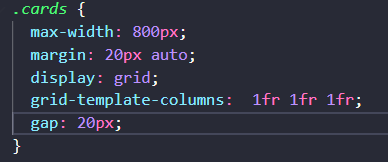 .cards {
  max-width: 800px;
  margin: 20px auto;
  display: grid;
  grid-template-columns:  1fr 1fr 1fr;
  gap: 20px;
}